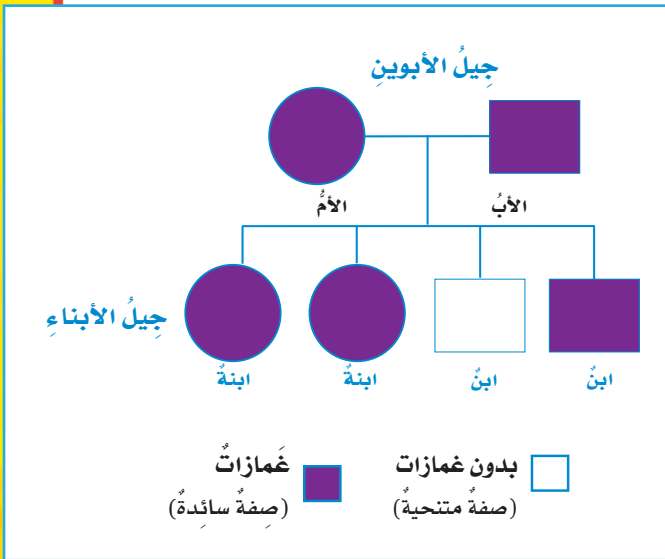 جِيلُ الأبوينِ
الأبُ
الأمُّ
جِيلُ الأبناءِ
ابنٌ
ابنٌ
ابنةٌ
ابنةٌ
بدون غمازات
(صفةٌ متنحيةٌ)
غَمازاتٌ
(صِفةٌ سائِدةٌ)